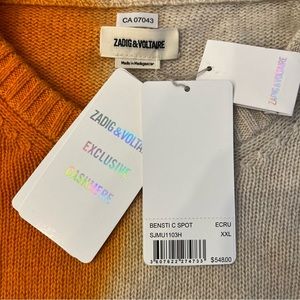 CA 07043
ZADIG&VOLTAIRE
Made in Madagascar
ZADIG&VOLTAIRE
ZADIG&VOLTAIRE
EXCLUSIVE
CASHMERE
BENSTI C SPOT
ECRU
SJMU1103H
XXL
3607622274733
$548.00